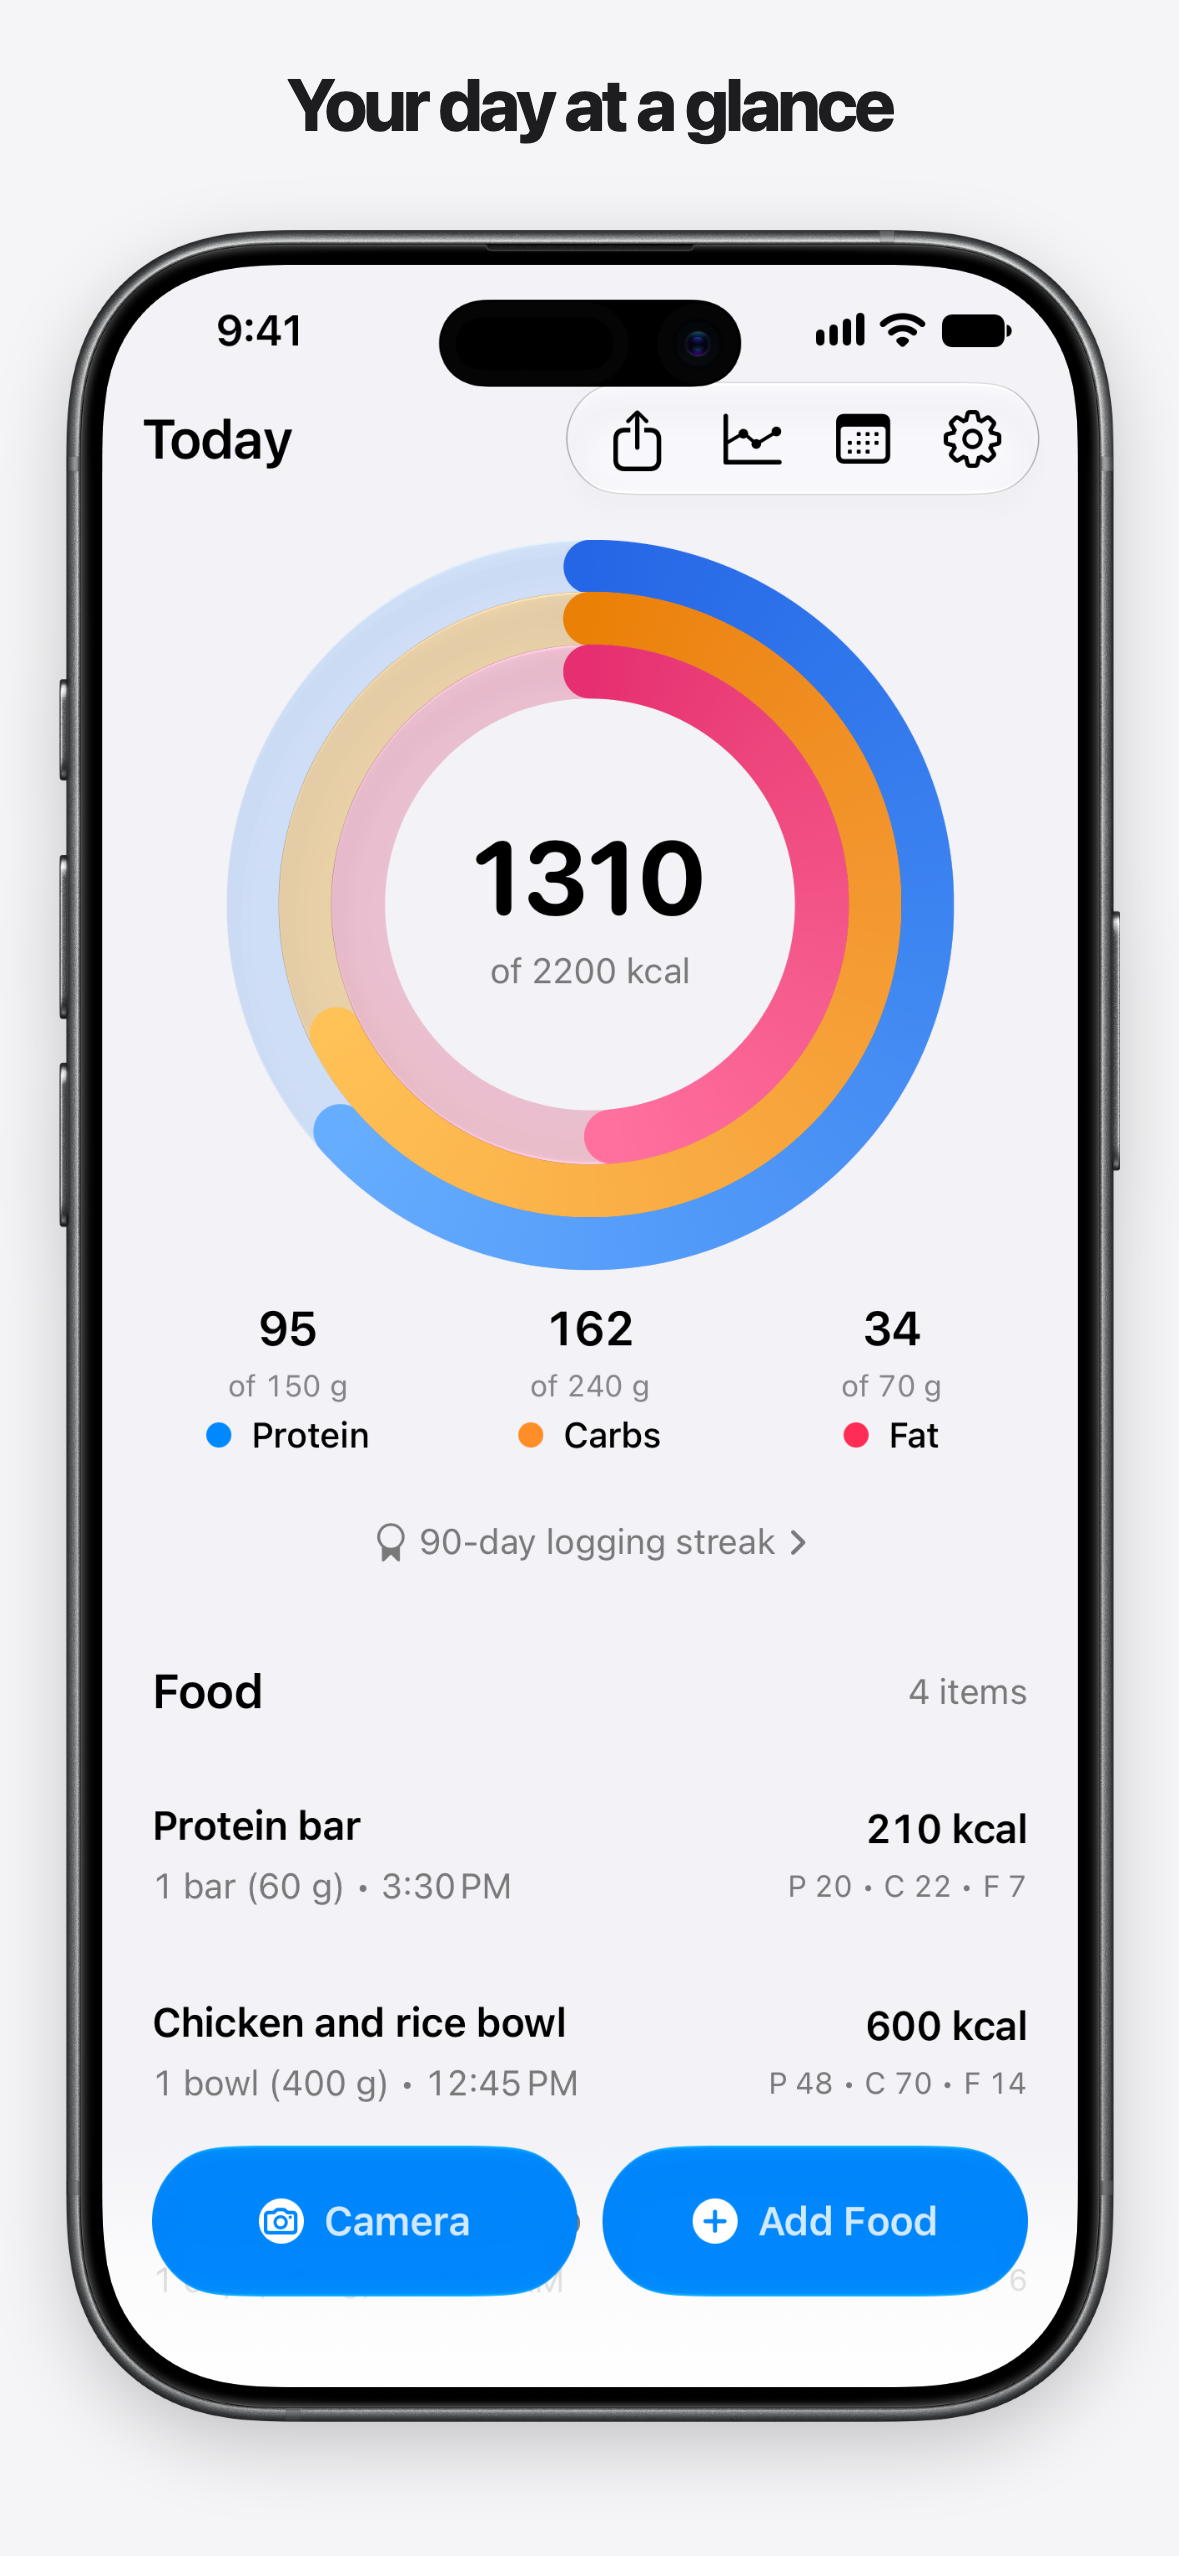 Your day at a glance
9:41
Today
1310
of 2200 kcal
95
162
34
of 150 g
of 240 g
of 70 g
Protein
Carbs
Fat
90-day logging streak
Food
4 items
Protein bar
210 kcal
1 bar (60 g) • 3:30 PM
P 20 • C 22 • F 7
Chicken and rice bowl
600 kcal
1 bowl (400 g) • 12:45 PM
P 48 • C 70 • F 14
Camera
Add Food
1
6